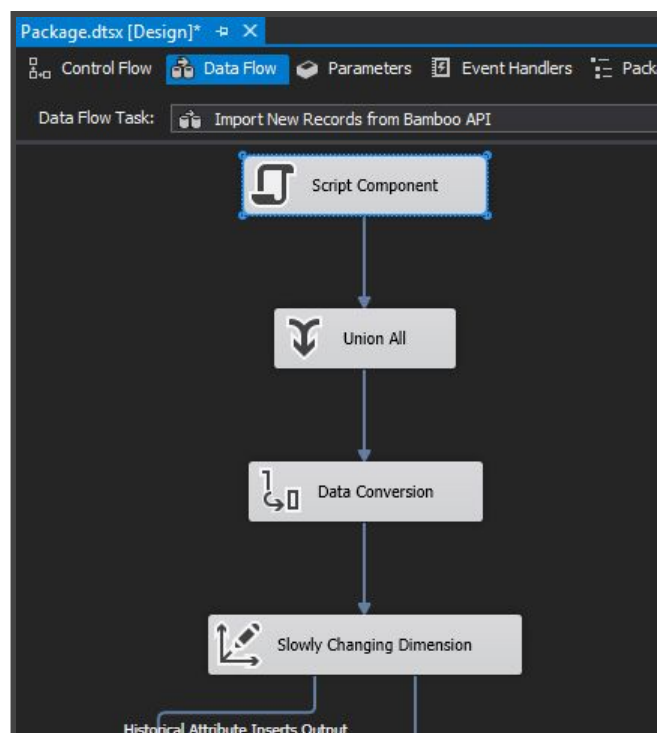 Package.dtsx [Design]*
Control Flow Data Flow Parameters Event Handlers Pack
Data Flow Task: Import New Records from Bamboo API
Script Component
Union All
Data Conversion
Slowly Changing Dimension
Historical Attribute Inserts Output